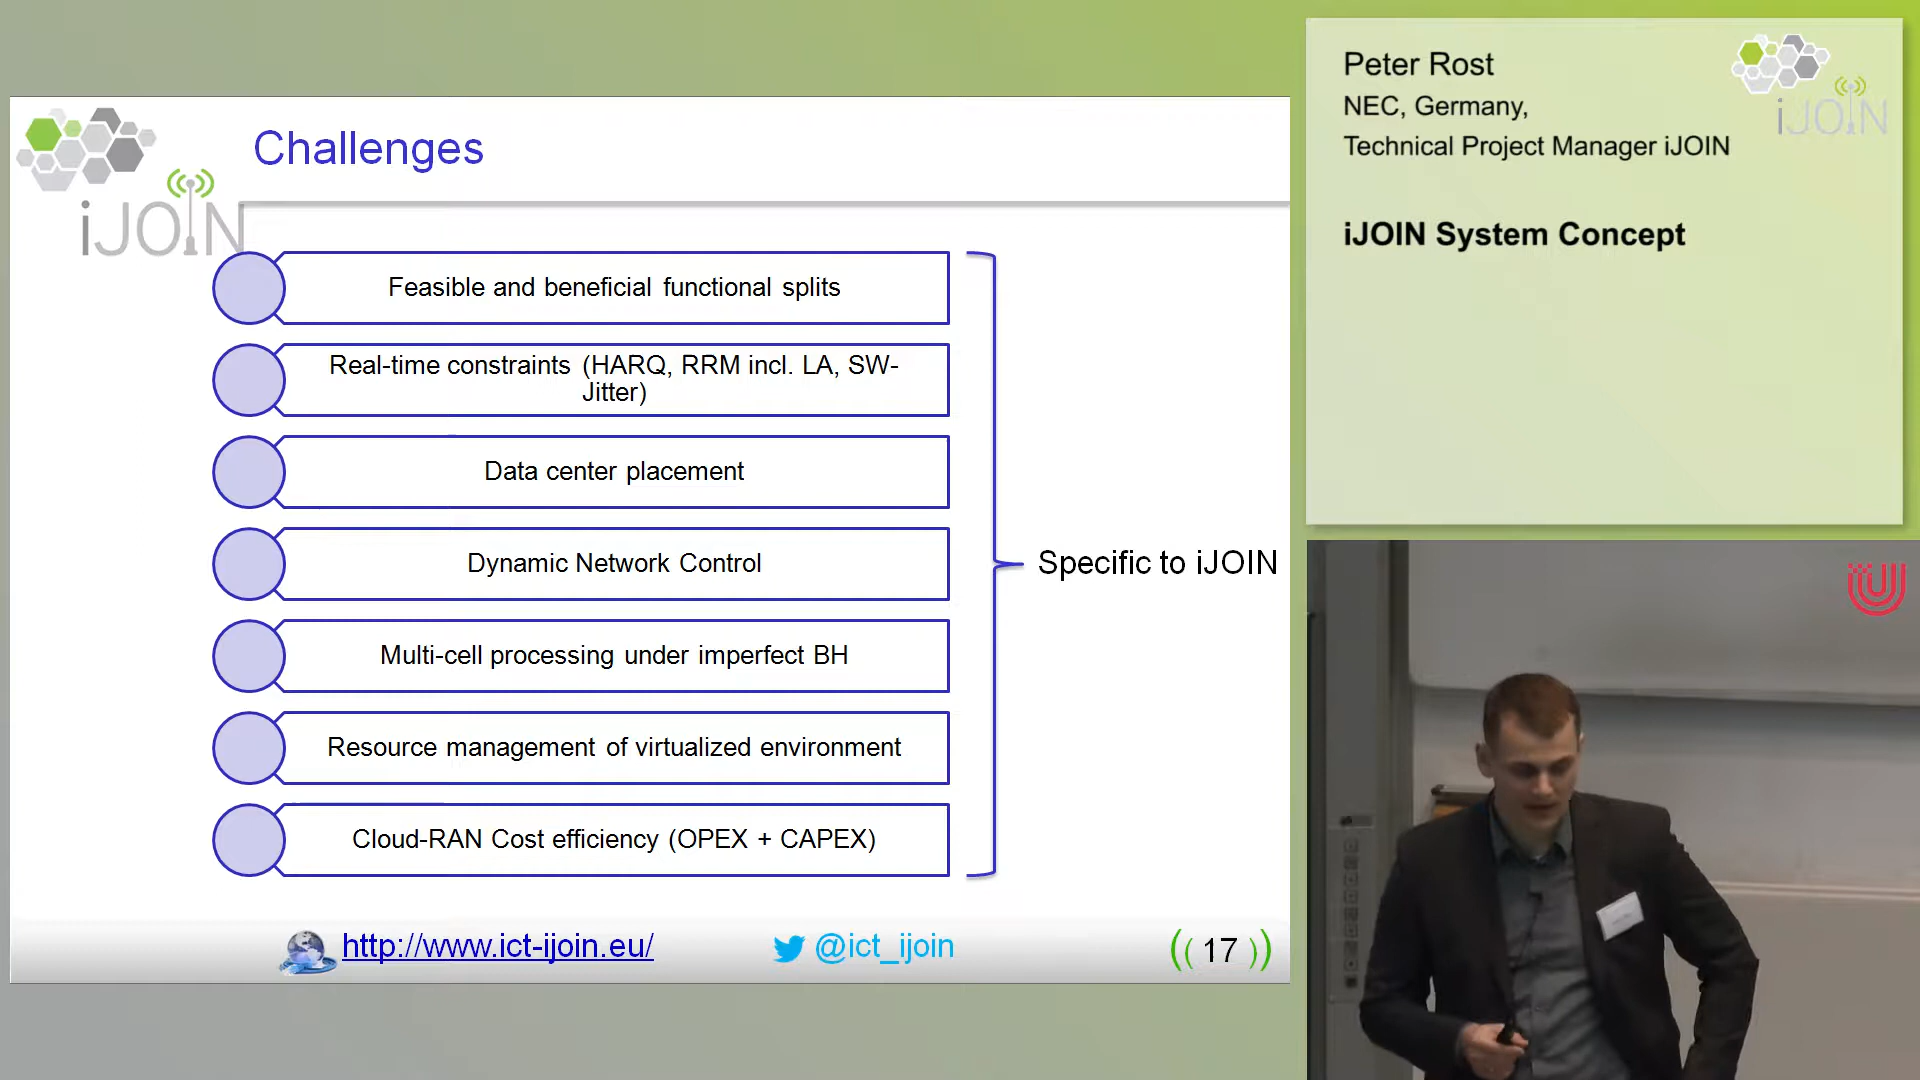 iJOIN
Challenges
Feasible and beneficial functional splits
Real-time constraints (HARQ, RRM incl. LA, SW-
Jitter)
Data center placement
Dynamic Network Control
Multi-cell processing under imperfect BH
Resource management of virtualized environment
Cloud-RAN Cost efficiency (OPEX + CAPEX)
Specific to iJOIN
http://www.ict-ijoin.eu/
@ict_ijoin
((17))
Peter Rost
NEC, Germany,
Technical Project Manager iJOIN
iJOIN
iJOIN System Concept